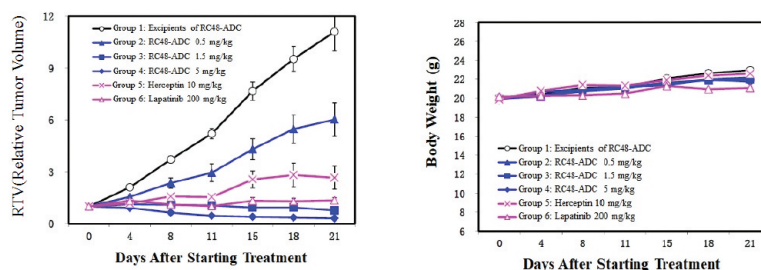 RTV(Relative Tumor Volume)
15
12
9
6
3
0
Group 1: Excipients of RC48-ADC
Group 2: RC48-ADC 0.5 mg/kg
Group 3: RC48-ADC 1.5 mg/kg
Group 4: RC48-ADC 5 mg/kg
Group 5: Herceptin 10 mg/kg
Group 6: Lapatinib 200 mg/kg
0 4 8 11 15 18 21
Days After Starting Treatment
Body Weight (g)
28
26
24
22
20
18
16
14
12
10
8
6
Group 1: Excipients of RC48-ADC
Group 2: RC48-ADC 0.5 mg/kg
Group 3: RC48-ADC 1.5 mg/kg
Group 4: RC48-ADC 5 mg/kg
Group 5: Herceptin 10 mg/kg
Group 6: Lapatinib 200 mg/kg
0 4 8 11 15 18 21
Days After Starting Treatment